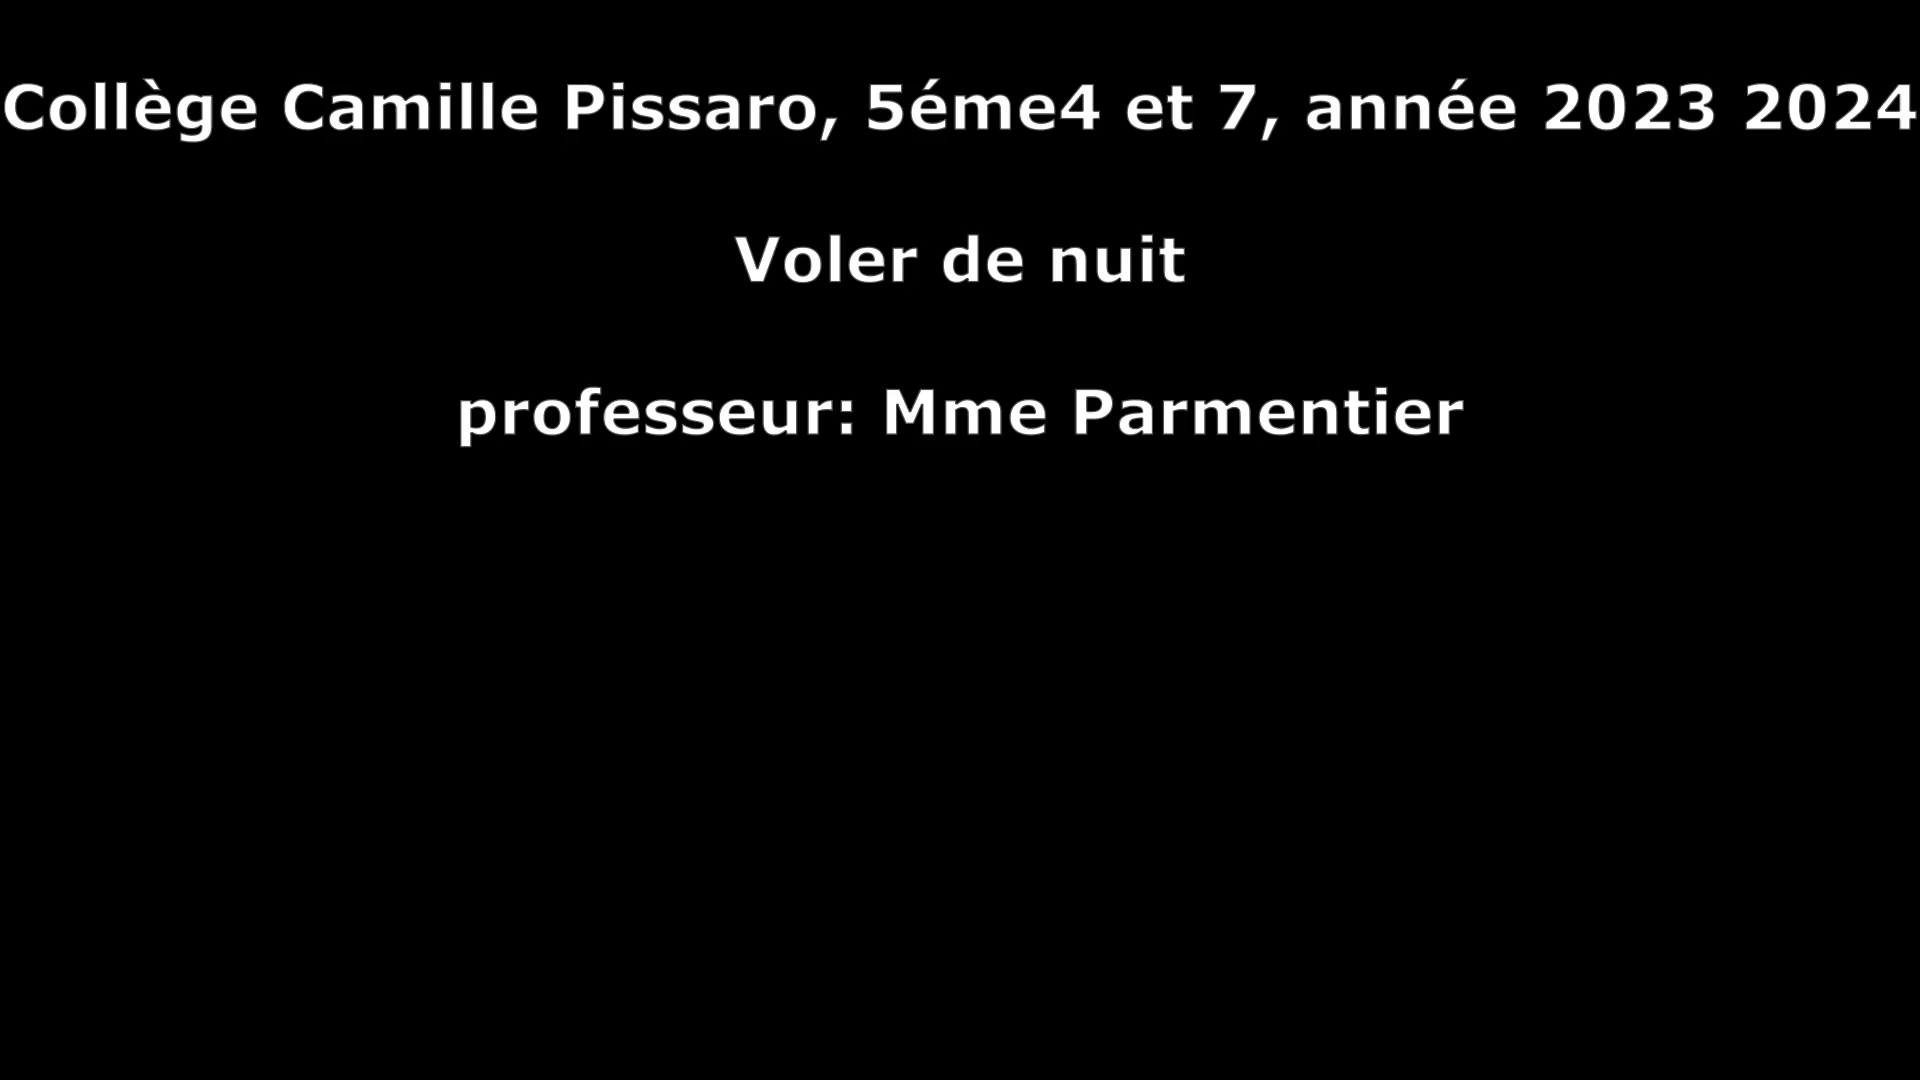 Collège Camille Pissaro, 5éme4 et 7, année 2023 2024
Voler de nuit
professeur: Mme Parmentier